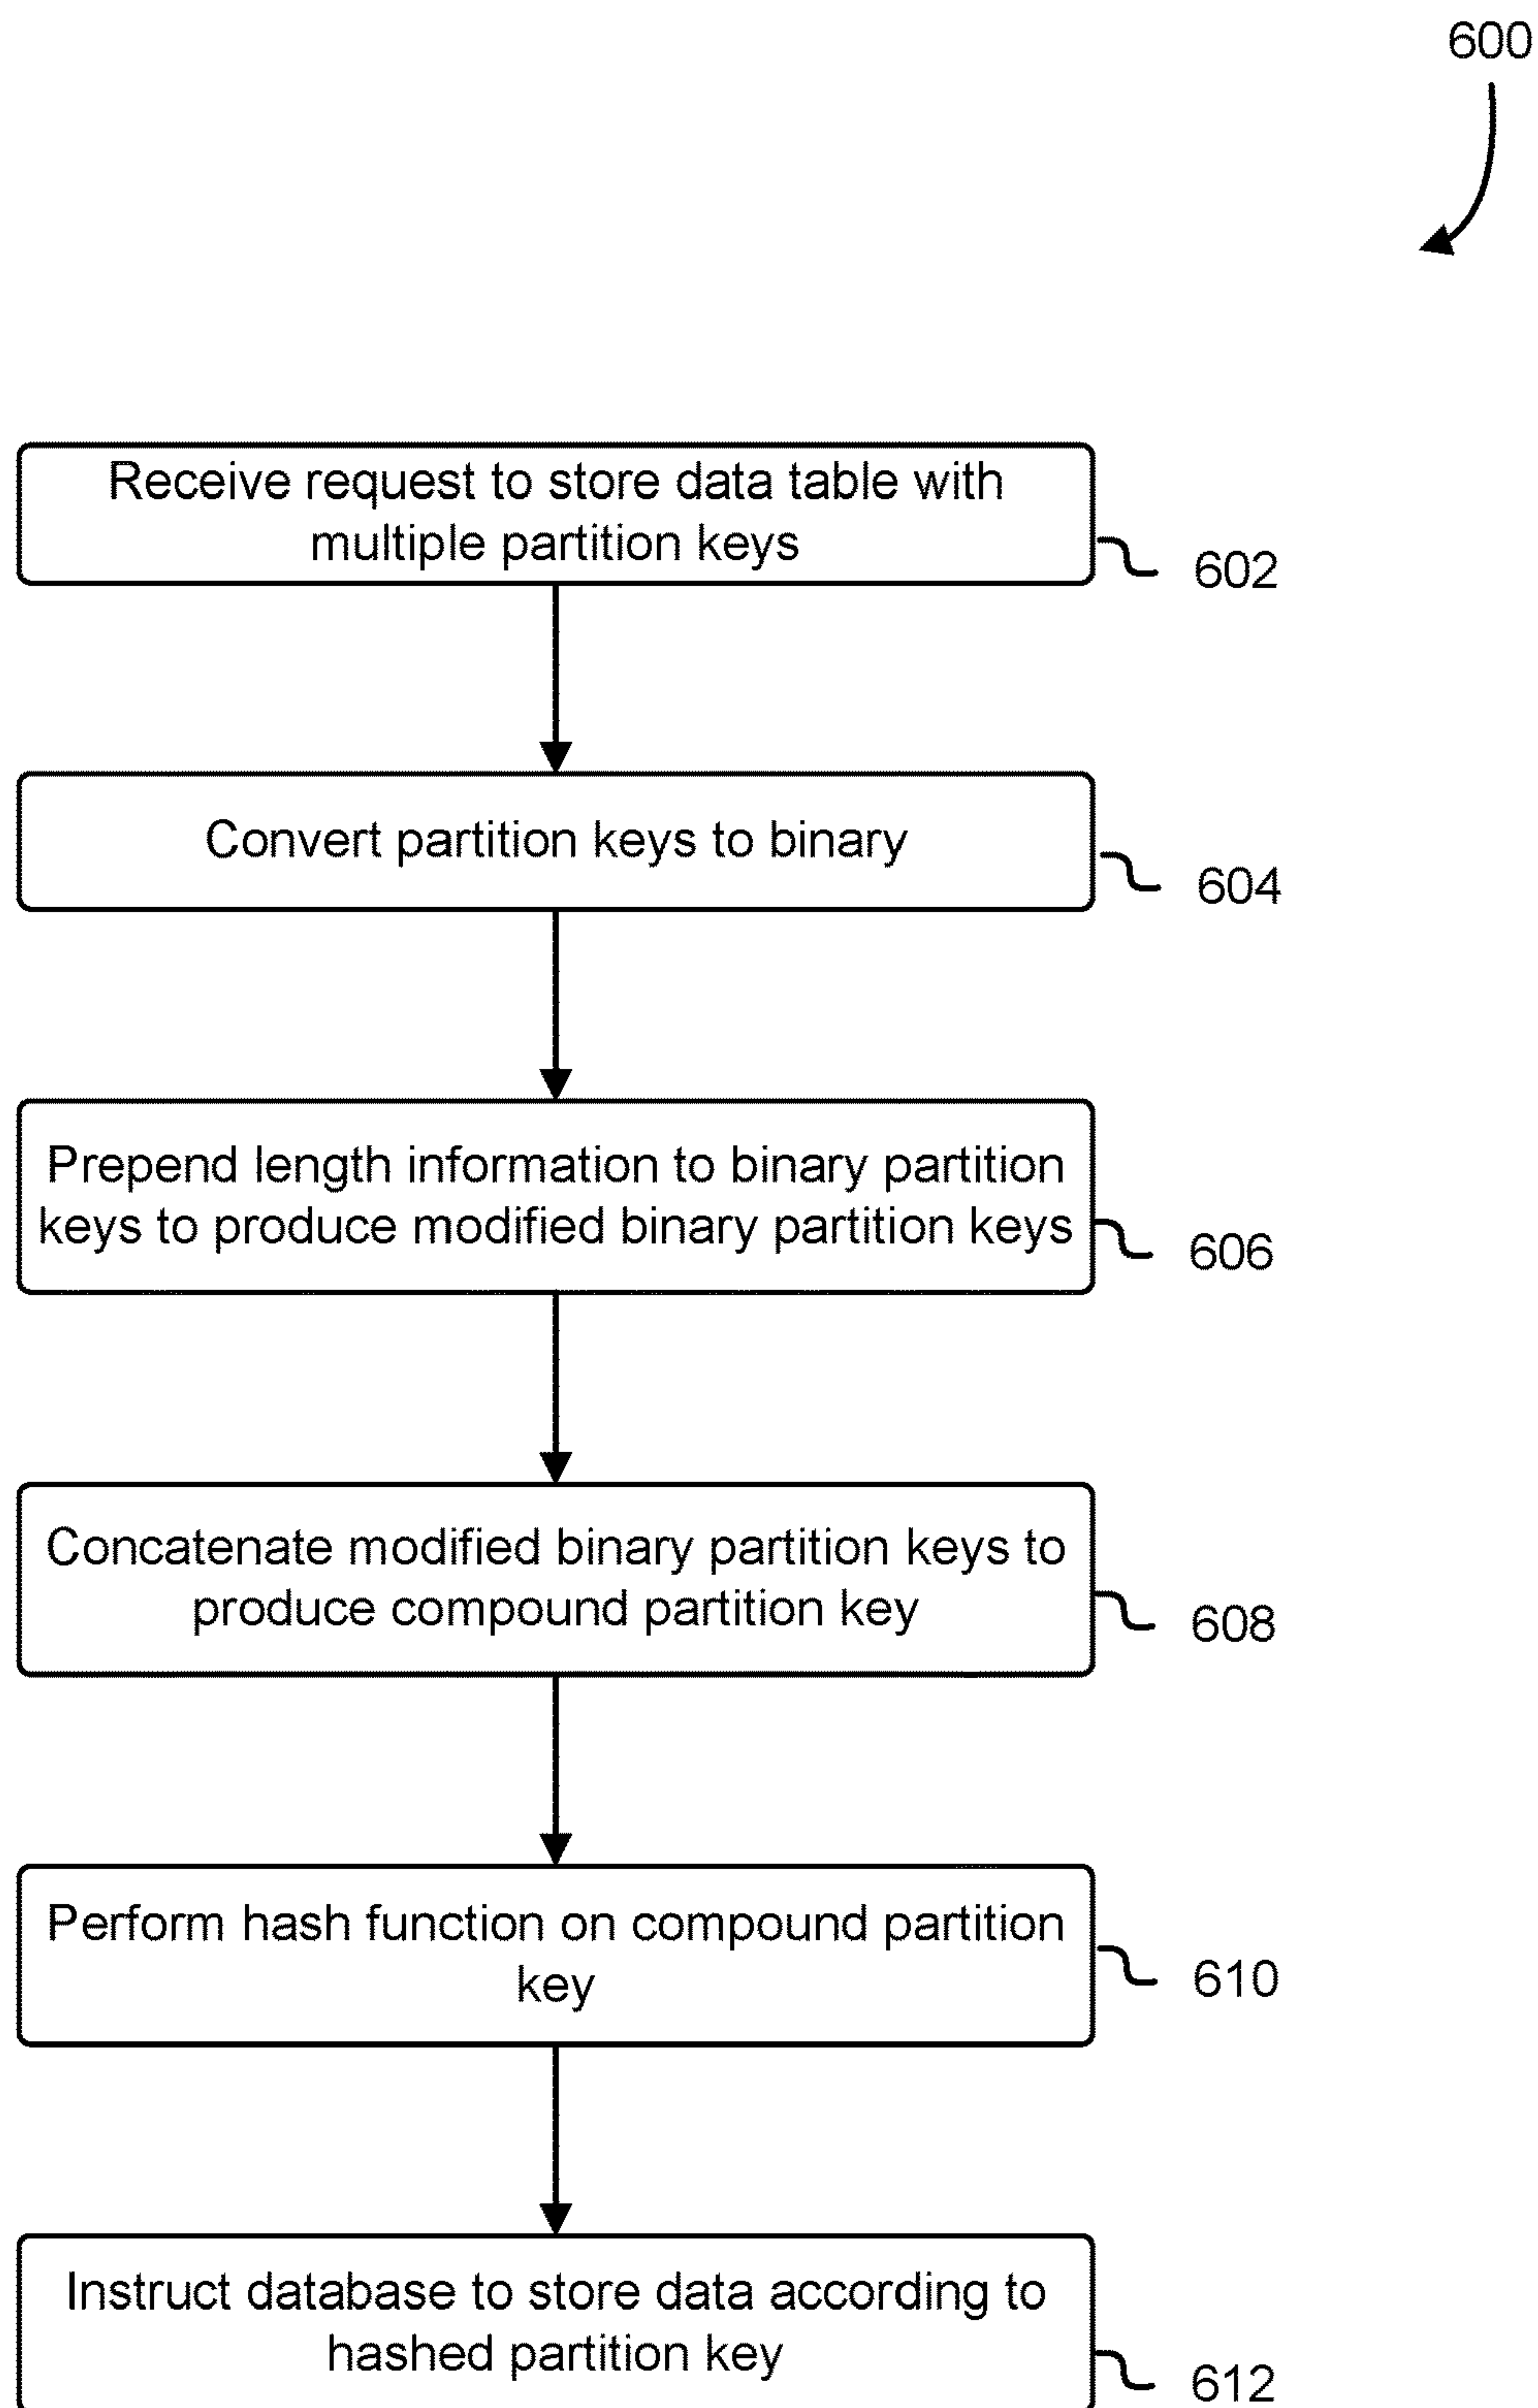 600
Receive request to store data table with
multiple partition keys
602
Convert partition keys to binary
604
Prepend length information to binary partition
keys to produce modified binary partition keys
606
Concatenate modified binary partition keys to
produce compound partition key
608
Perform hash function on compound partition
key
610
Instruct database to store data according to
hashed partition key
612